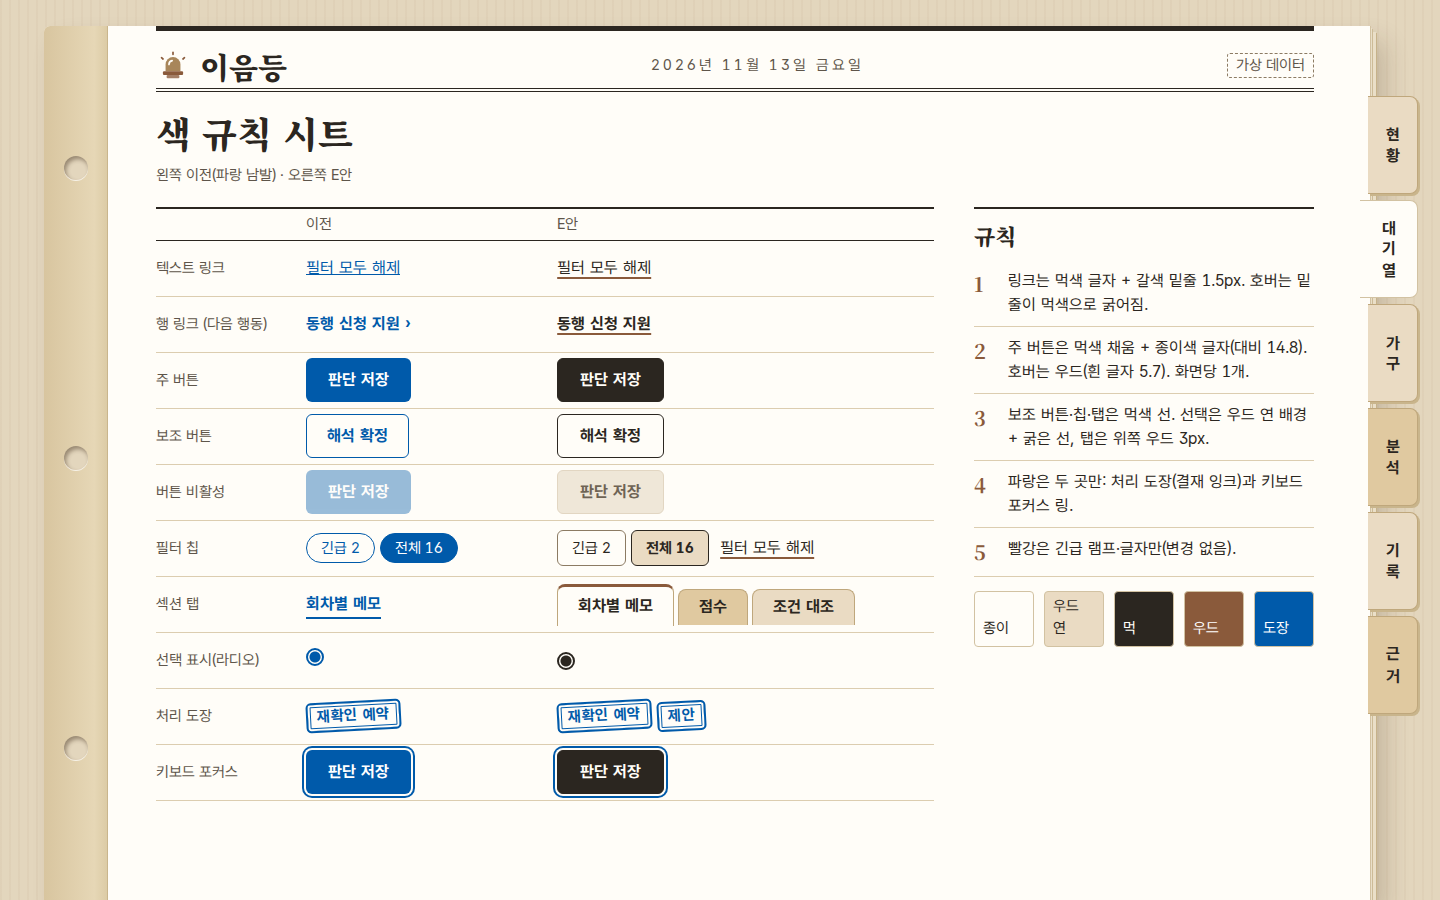 이음등
2026년 11월 13일 금요일
가상 데이터
색 규칙 시트
왼쪽 이전(파랑 남발) · 오른쪽 E안
이전 E안
텍스트 링크 필터 모두 해제 필터 모두 해제
행 링크 (다음 행동) 동행 신청 지원 › 동행 신청 지원
주 버튼 판단 저장 판단 저장
보조 버튼 해석 확정 해석 확정
버튼 비활성 판단 저장 판단 저장
필터 칩 긴급 2 전체 16 긴급 2 전체 16 필터 모두 해제
섹션 탭 회차별 메모 회차별 메모 점수 조건 대조
선택 표시(라디오)
처리 도장 재확인 예약 재확인 예약 제안
키보드 포커스 판단 저장 판단 저장
규칙
1 링크는 먹색 글자 + 갈색 밑줄 1.5px. 호버는 밑
줄이 먹색으로 굵어짐.
2 주 버튼은 먹색 채움 + 종이색 글자(대비 14.8).
호버는 우드(흰 글자 5.7). 화면당 1개.
3 보조 버튼·칩·탭은 먹색 선. 선택은 우드 연 배경
+ 굵은 선, 탭은 위쪽 우드 3px.
4 파랑은 두 곳만: 처리 도장(결재 잉크)과 키보드
포커스 링.
5 빨강은 긴급 램프·글자만(변경 없음).
종이
우드
연
먹
우드
도장
현
황
대
기
열
가
구
분
석
기
록
근
거